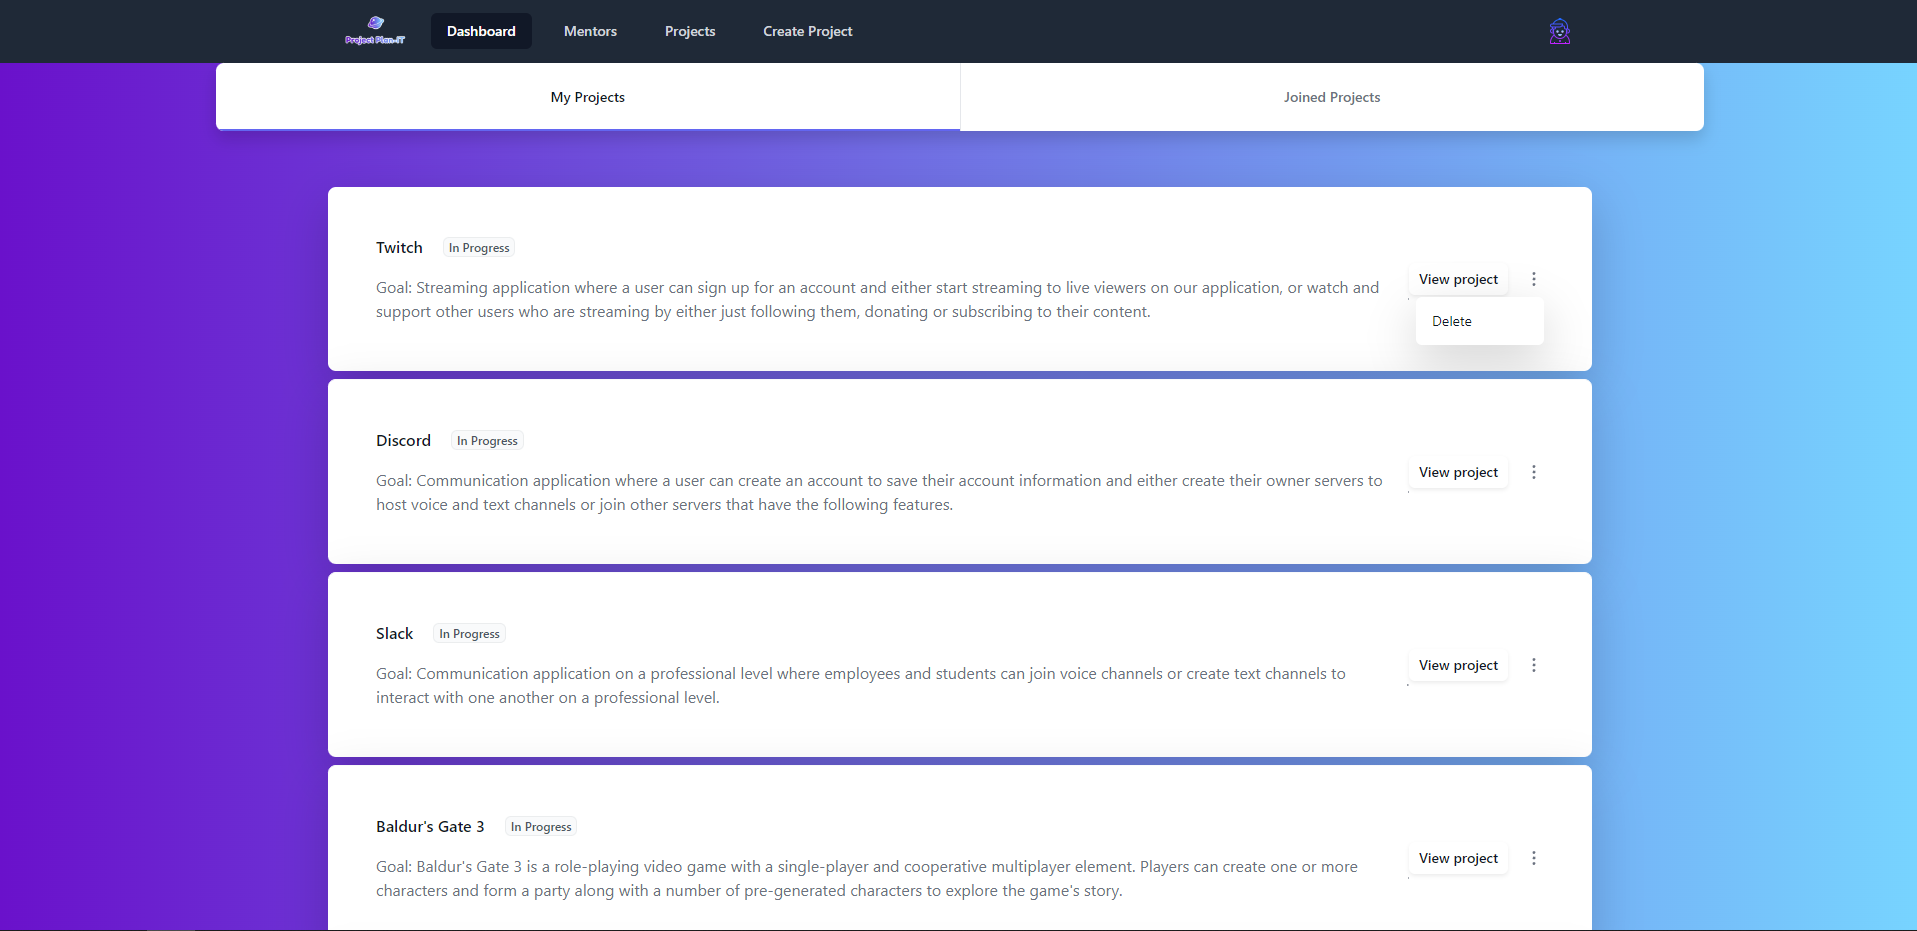 Project Plan-IT
Dashboard
Mentors
Projects
Create Project
My Projects
Joined Projects
Twitch
In Progress
Goal: Streaming application where a user can sign up for an account and either start streaming to live viewers on our application, or watch and
support other users who are streaming by either just following them, donating or subscribing to their content.
View project
Delete
Discord
In Progress
Goal: Communication application where a user can create an account to save their account information and either create their owner servers to
host voice and text channels or join other servers that have the following features.
View project
Slack
In Progress
Goal: Communication application on a professional level where employees and students can join voice channels or create text channels to
interact with one another on a professional level.
View project
Baldur's Gate 3
In Progress
Goal: Baldur's Gate 3 is a role-playing video game with a single-player and cooperative multiplayer element. Players can create one or more
characters and form a party along with a number of pre-generated characters to explore the game's story.
View project